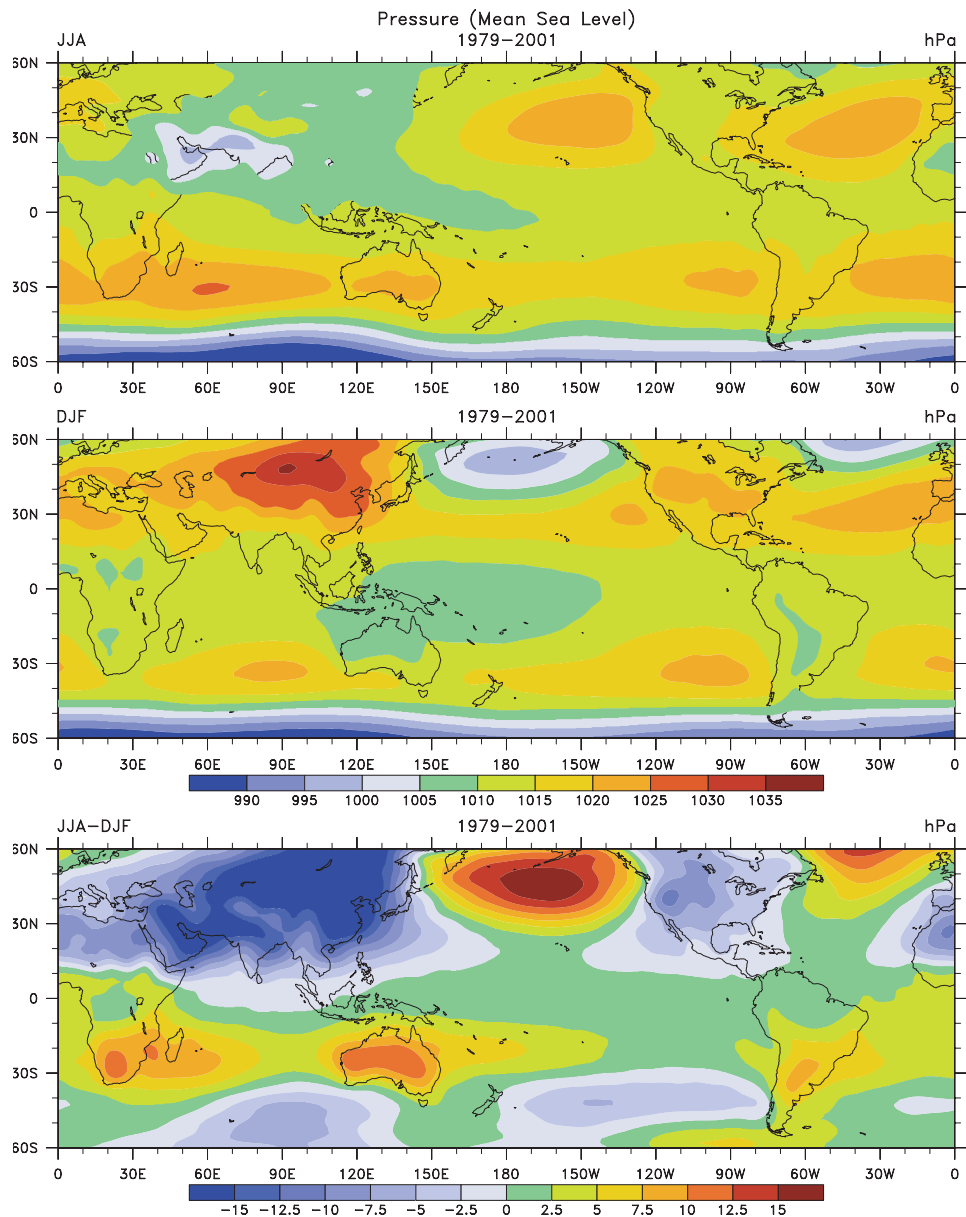 Pressure (Mean Sea Level)
JJA 1979−2001 hPa
60N
30N
0
30S
60S
0 30E 60E 90E 120E 150E 180 150W 120W 90W 60W 30W 0
DJF 1979−2001 hPa
60N
30N
0
30S
60S
0 30E 60E 90E 120E 150E 180 150W 120W 90W 60W 30W 0
990 995 1000 1005 1010 1015 1020 1025 1030 1035
JJA−DJF 1979−2001 hPa
60N
30N
0
30S
60S
0 30E 60E 90E 120E 150E 180 150W 120W 90W 60W 30W 0
−15 −12.5 −10 −7.5 −5 −2.5 0 2.5 5 7.5 10 12.5 15